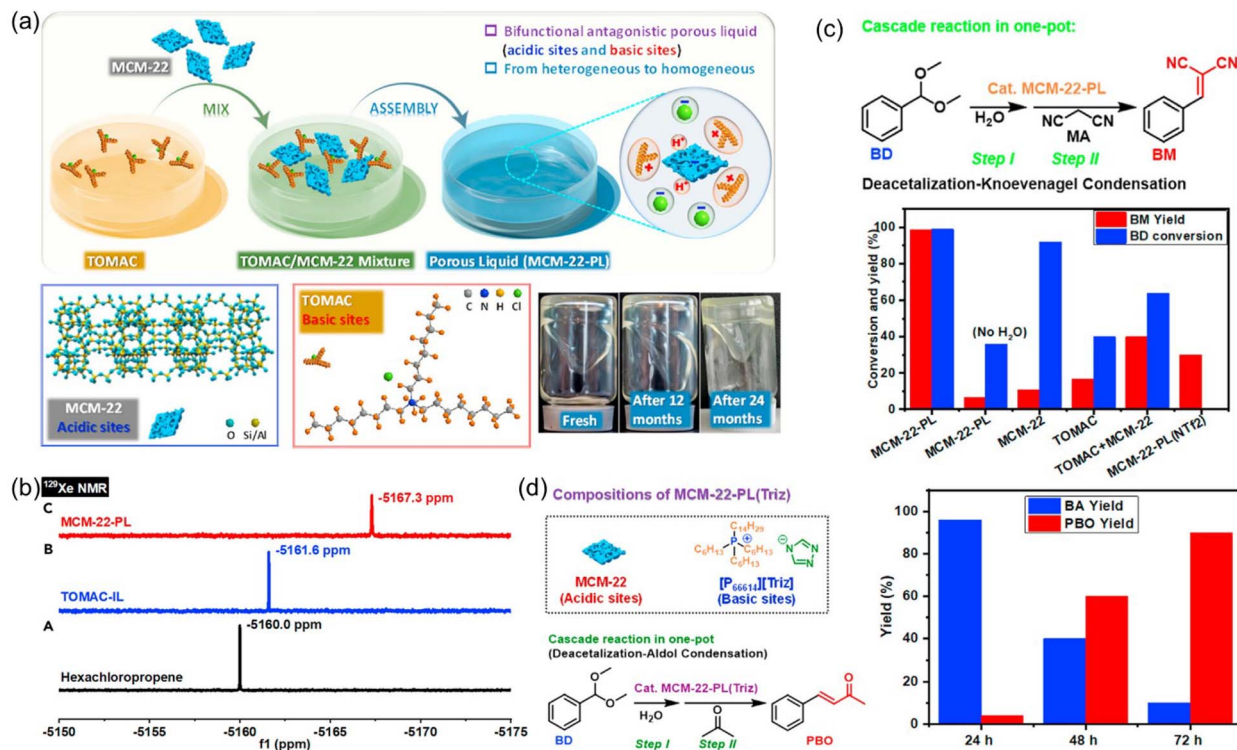 (a)
Bifunctional antagonistic porous liquid
(acidic sites and basic sites)
From heterogeneous to homogeneous
MCM-22
MIX
ASSEMBLY
H⁺
H⁺
TOMAC
TOMAC/MCM-22 Mixture
Porous Liquid (MCM-22-PL)
MCM-22
Acidic sites
O Si/Al
TOMAC
Basic sites
C N H Cl
Fresh
After 12 months
After 24 months
(b)
¹²⁹Xe NMR
C
MCM-22-PL
-5167.3 ppm
B
TOMAC-IL
-5161.6 ppm
A
Hexachloropropene
-5160.0 ppm
-5150 -5155 -5160 -5165 -5170 -5175
f1 (ppm)
(c)
Cascade reaction in one-pot:
BD
Cat. MCM-22-PL
H₂O
NC CN
MA
Step I Step II
NC CN
BM
Deacetalization-Knoevenagel Condensation
BM Yield
BD conversion
Conversion and yield (%)
100
80
60
40
20
0
(No H₂O)
MCM-22-PL
MCM-22-PL
MCM-22
TOMAC
TOMAC+MCM-22
MCM-22-PL(NTf2)
(d)
Compositions of MCM-22-PL(Triz)
MCM-22
(Acidic sites)
C₁₄H₂₉
C₆H₁₃ P⊕ C₆H₁₃
C₆H₁₃
⊖
N
N
N
[P₆₆₆₁₄][Triz]
(Basic sites)
Cascade reaction in one-pot
(Deacetalization-Aldol Condensation)
BD
Cat. MCM-22-PL(Triz)
H₂O
O
Step I Step II
O
PBO
BA Yield
PBO Yield
Yield (%)
100
80
60
40
20
0
24 h 48 h 72 h